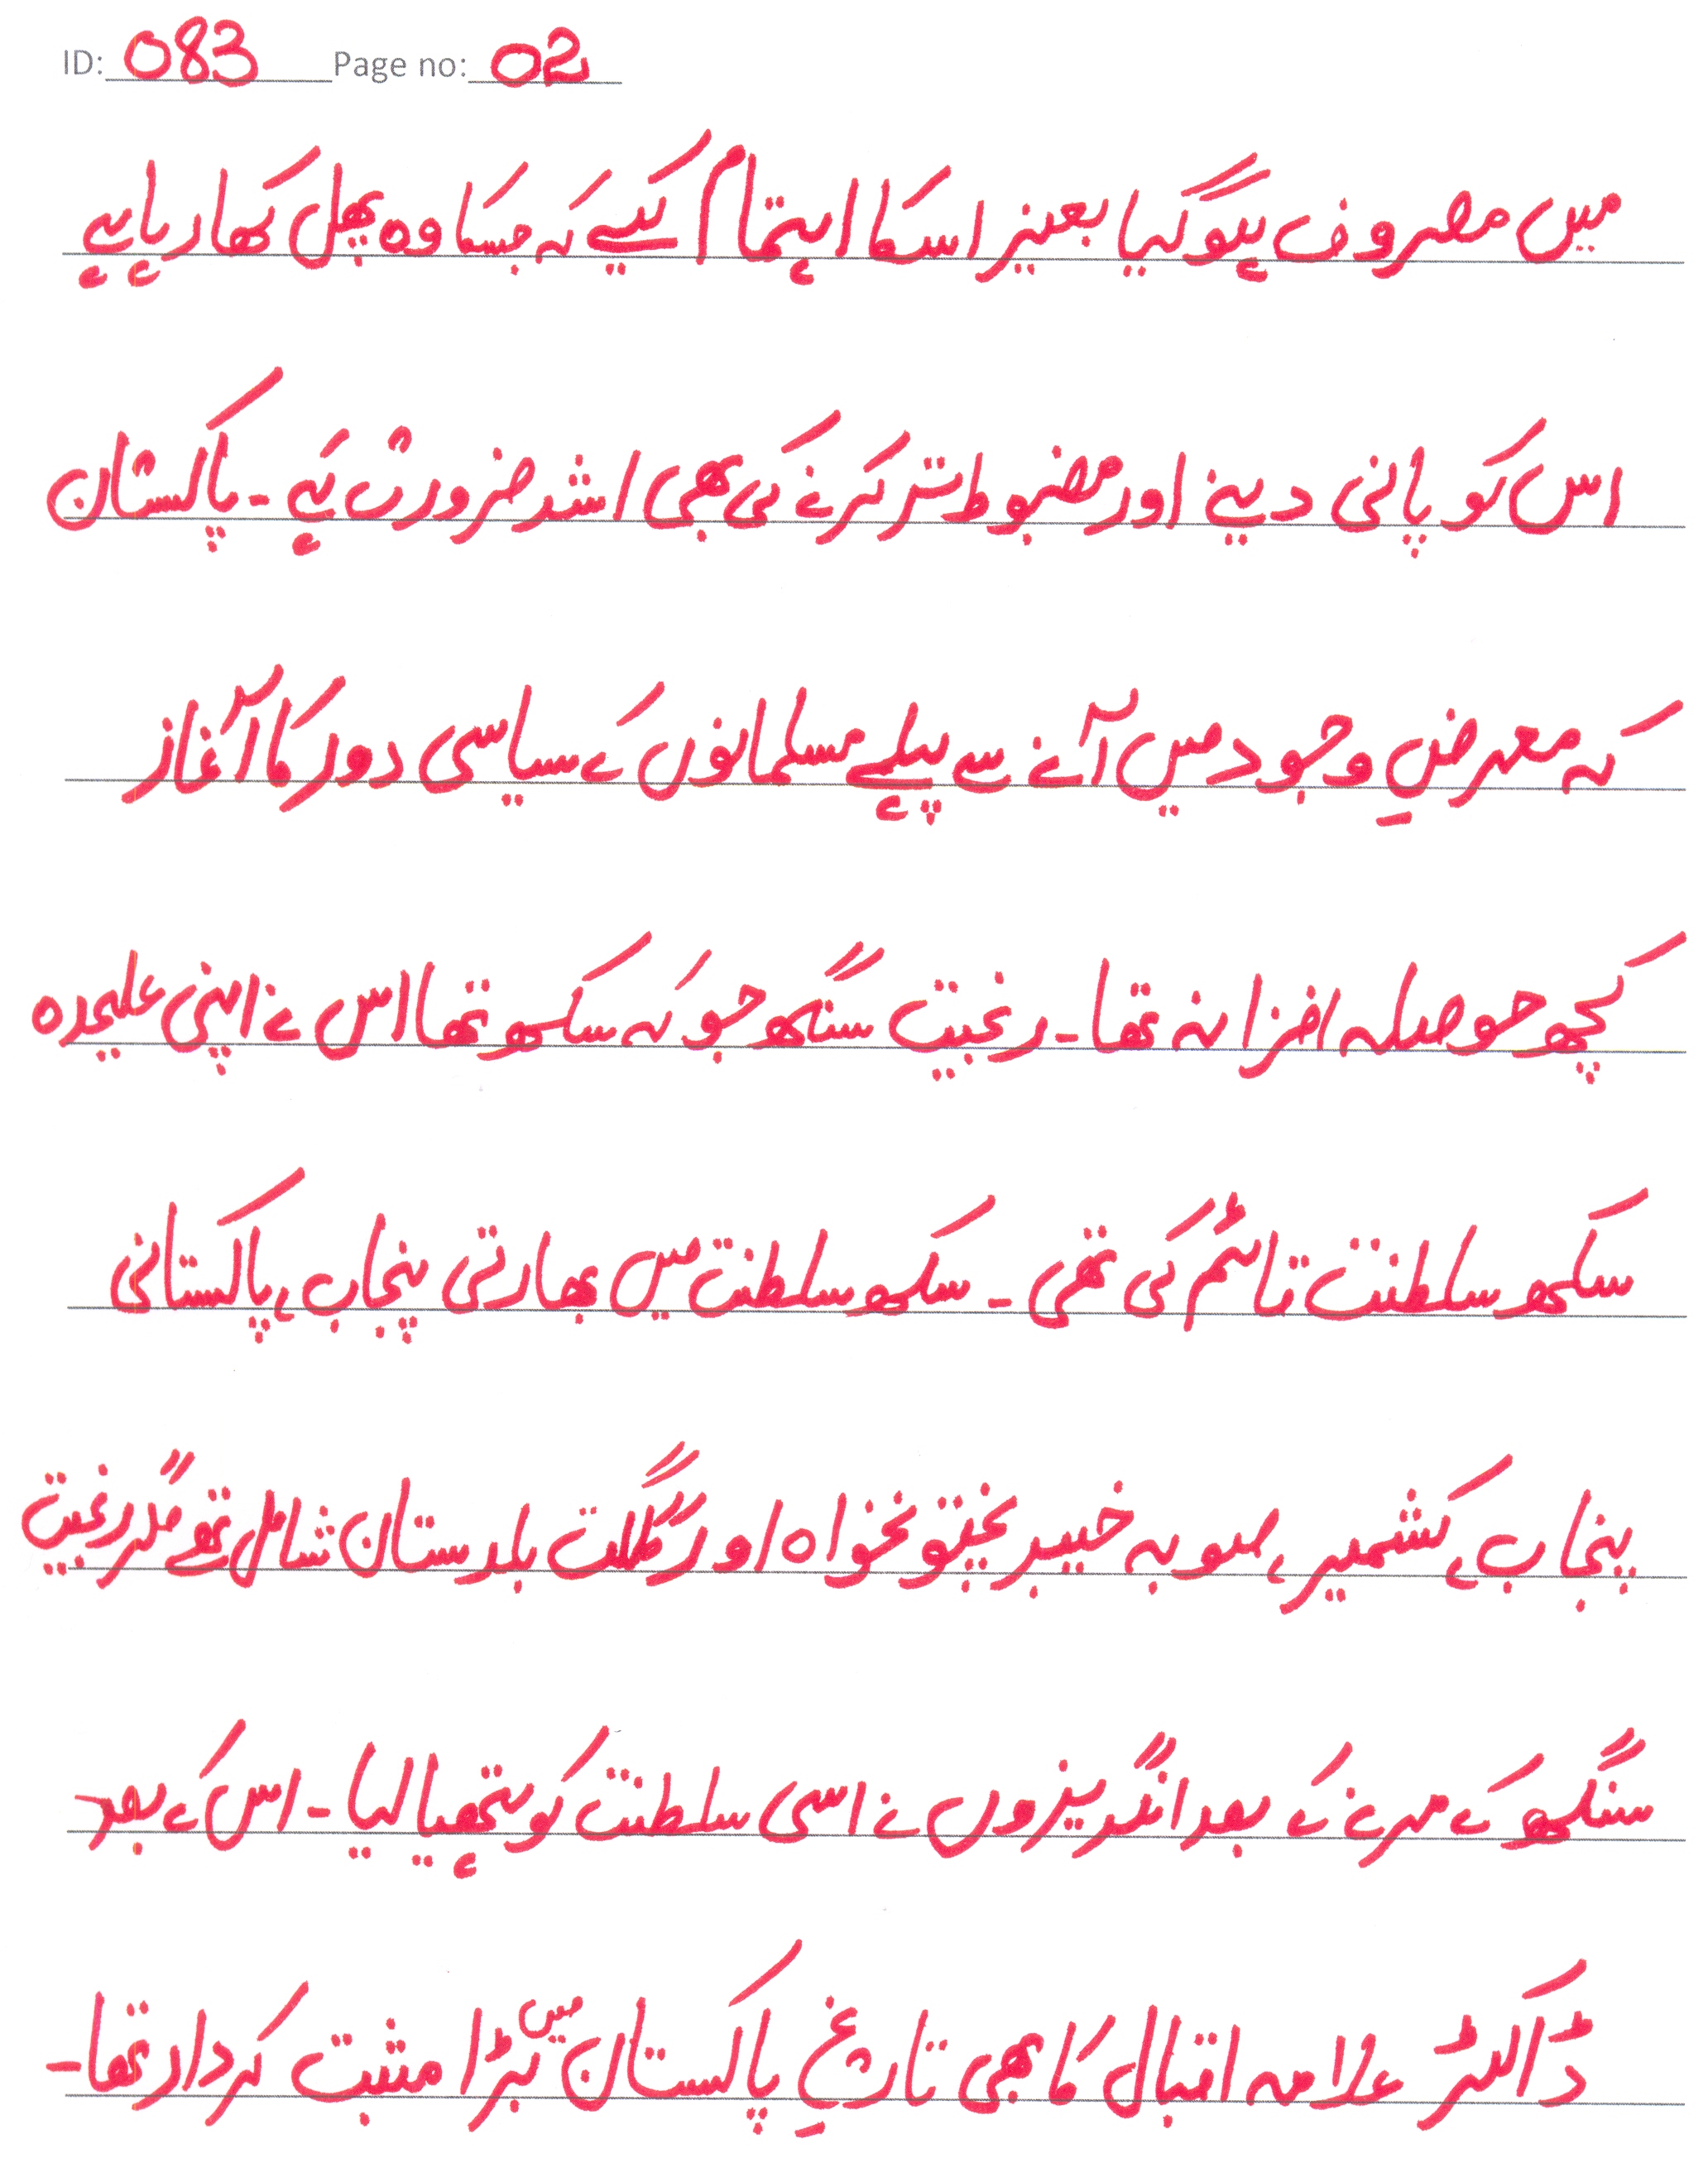 ID: 083 Page no: 02
میں مصروف ہوگیا بغیر اسکا اہتمام کیے کہ جسکا وہ پھل کھا رہا ہے
اس کو پانی دینے اور مضبوط تر کرنے کی بھی اشد ضرورت ہے ۔ پاکستان
کہ معرضِ وجود میں آنے سے پہلے مسلمانوں کے سیاسی دور کا آغاز
کچھ حوصلہ افزا نہ تھا ۔ رنجیت سنگھ جو کہ سکھ تھا اس نے اپنی علیحدہ
سکھ سلطنت قائم کی تھی ۔ سکھ سلطنت میں بھارتی پنجاب، پاکستانی
پنجاب، کشمیر، صوبہ خیبر پختونخواہ اور گلگت بلدستان شامل تھے مگر رنجیت
سنگھ کے مرنے کے بعد انگریزوں نے اسی سلطنت کو ہتھیا لیا ۔ اس کے بعد
ڈاکٹر علامہ اقبال کا بھی تاریخِ پاکستان میں بڑا مثبت کردار تھا ۔